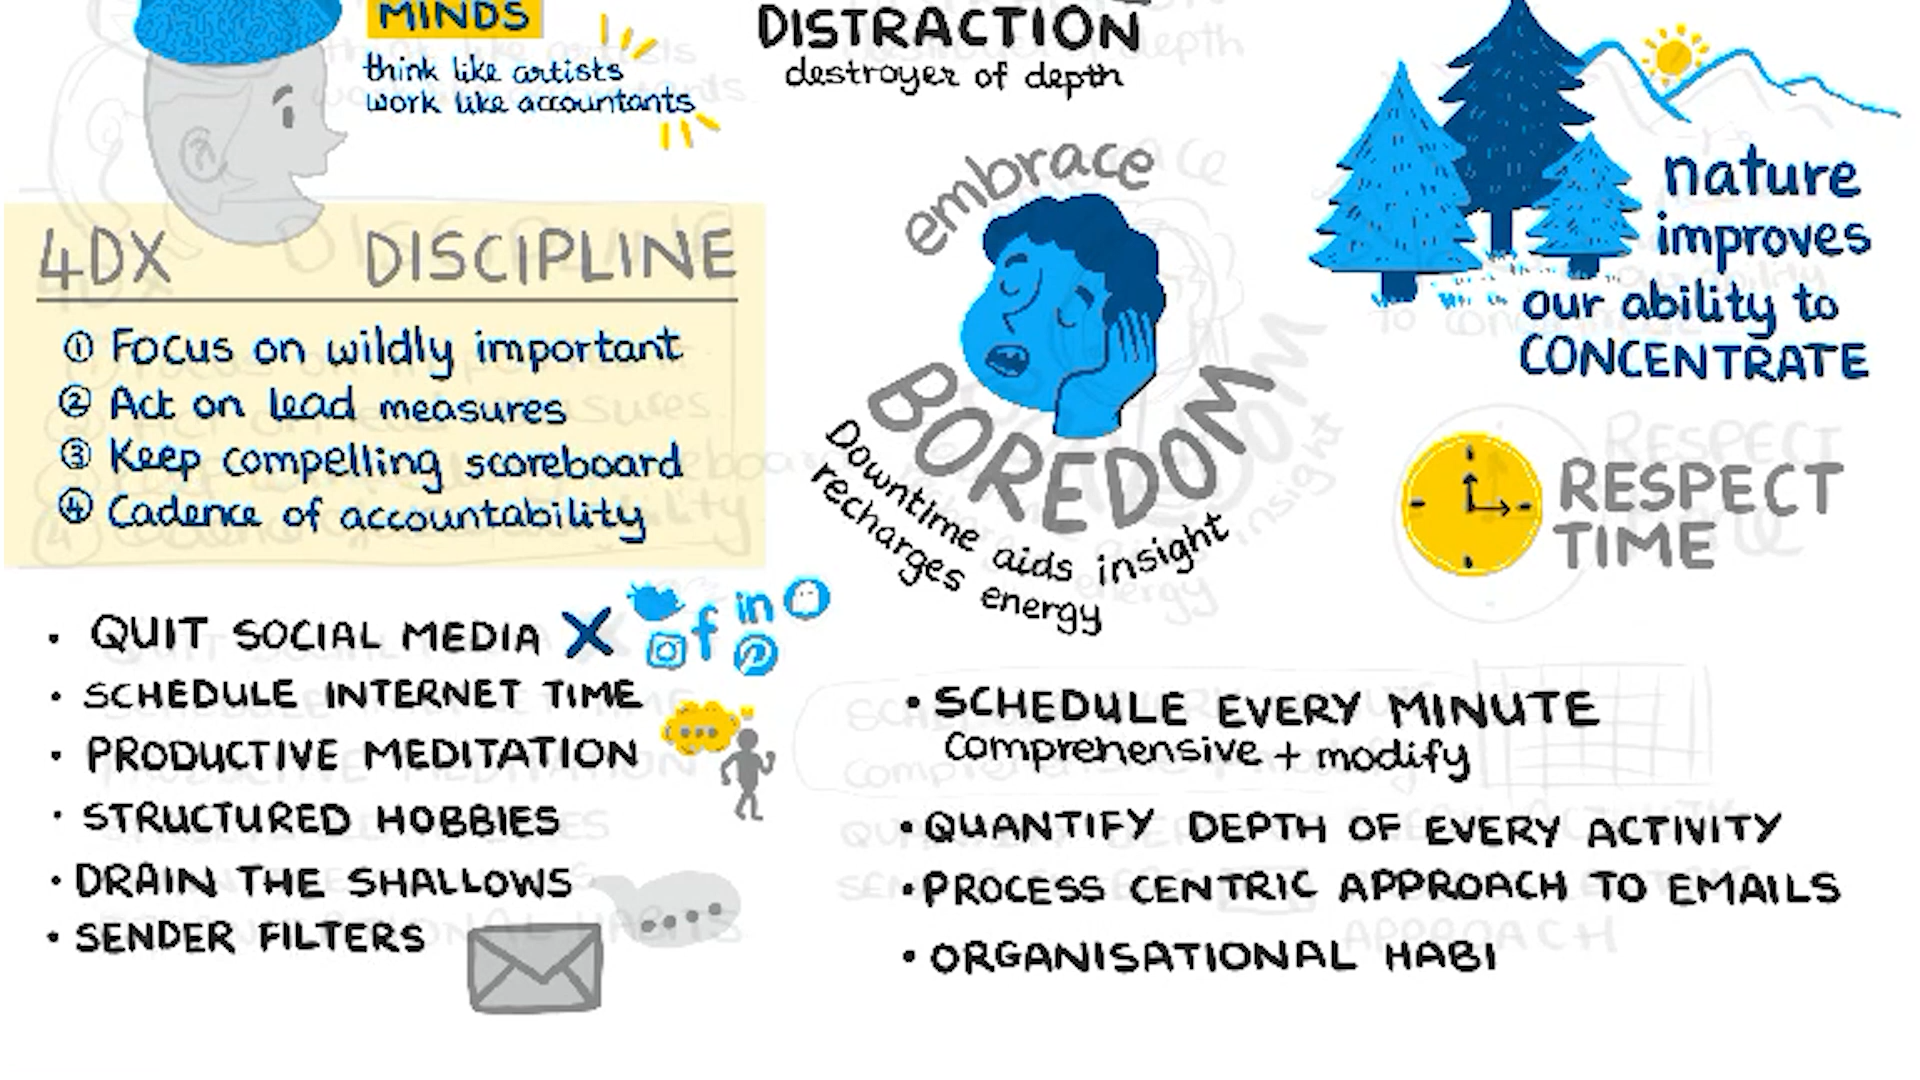 MINDS
think like artists
work like accountants
DISTRACTION
destroyer of depth
4DX DISCIPLINE
① Focus on wildly important
② Act on lead measures
③ Keep compelling scoreboard
④ Cadence of accountability
embrace
BOREDOM
Downtime aids insight
recharges energy
nature
improves
our ability to
CONCENTRATE
RESPECT
TIME
• QUIT SOCIAL MEDIA
• SCHEDULE INTERNET TIME
• PRODUCTIVE MEDITATION
• STRUCTURED HOBBIES
• DRAIN THE SHALLOWS
• SENDER FILTERS
• SCHEDULE EVERY MINUTE
comprehensive + modify
• QUANTIFY DEPTH OF EVERY ACTIVITY
• PROCESS CENTRIC APPROACH TO EMAILS
• ORGANISATIONAL HABI